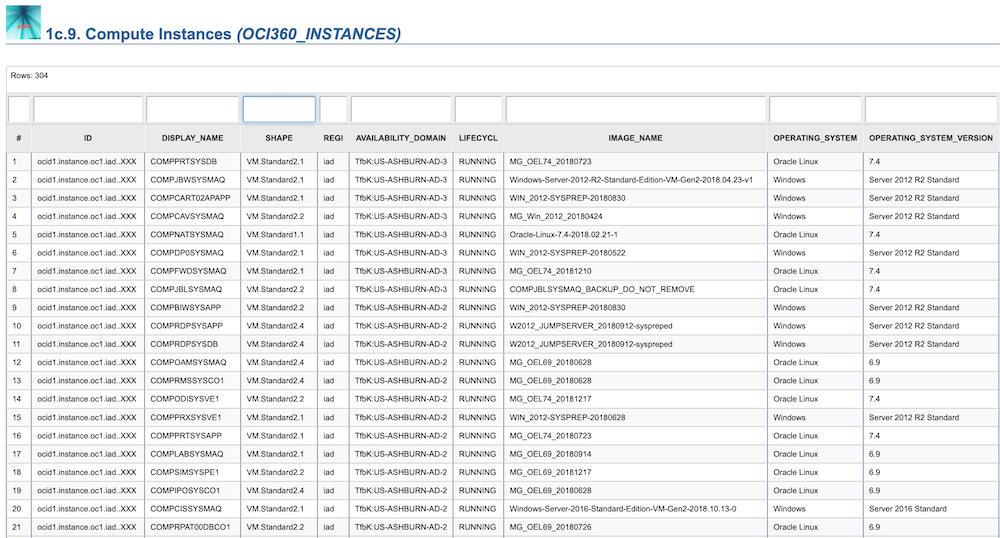 1c.9. Compute Instances (OCI360_INSTANCES)
Rows: 304
# ID DISPLAY_NAME SHAPE REGI AVAILABILITY_DOMAIN LIFECYCL IMAGE_NAME OPERATING_SYSTEM OPERATING_SYSTEM_VERSION
1 ocid1.instance.oc1.iad..XXX COMPPRTSYSDB VM.Standard2.1 iad TfbK:US-ASHBURN-AD-3 RUNNING MG_OEL74_20180723 Oracle Linux 7.4
2 ocid1.instance.oc1.iad..XXX COMPJBWSYSMAQ VM.Standard2.1 iad TfbK:US-ASHBURN-AD-3 RUNNING Windows-Server-2012-R2-Standard-Edition-VM-Gen2-2018.04.23-v1 Windows Server 2012 R2 Standard
3 ocid1.instance.oc1.iad..XXX COMPCART02APAPP VM.Standard2.1 iad TfbK:US-ASHBURN-AD-3 RUNNING WIN_2012-SYSPREP-20180830 Windows Server 2012 R2 Standard
4 ocid1.instance.oc1.iad..XXX COMPCAVSYSMAQ VM.Standard2.2 iad TfbK:US-ASHBURN-AD-3 RUNNING MG_Win_2012_20180424 Windows Server 2012 R2 Standard
5 ocid1.instance.oc1.iad..XXX COMPNATSYSMAQ VM.Standard1.1 iad TfbK:US-ASHBURN-AD-3 RUNNING Oracle-Linux-7.4-2018.02.21-1 Oracle Linux 7.4
6 ocid1.instance.oc1.iad..XXX COMPDP0SYSMAQ VM.Standard2.1 iad TfbK:US-ASHBURN-AD-3 RUNNING WIN_2012-SYSPREP-20180522 Windows Server 2012 R2 Standard
7 ocid1.instance.oc1.iad..XXX COMPFWDSYSMAQ VM.Standard2.1 iad TfbK:US-ASHBURN-AD-3 RUNNING MG_OEL74_20181210 Oracle Linux 7.4
8 ocid1.instance.oc1.iad..XXX COMPJBLSYSMAQ VM.Standard2.2 iad TfbK:US-ASHBURN-AD-3 RUNNING COMPJBLSYSMAQ_BACKUP_DO_NOT_REMOVE Oracle Linux 7.4
9 ocid1.instance.oc1.iad..XXX COMPBIWSYSAPP VM.Standard2.2 iad TfbK:US-ASHBURN-AD-2 RUNNING WIN_2012-SYSPREP-20180830 Windows Server 2012 R2 Standard
10 ocid1.instance.oc1.iad..XXX COMPRDPSYSAPP VM.Standard2.4 iad TfbK:US-ASHBURN-AD-2 RUNNING W2012_JUMPSERVER_20180912-syspreped Windows Server 2012 R2 Standard
11 ocid1.instance.oc1.iad..XXX COMPRDPSYSDB VM.Standard2.4 iad TfbK:US-ASHBURN-AD-2 RUNNING W2012_JUMPSERVER_20180912-syspreped Windows Server 2012 R2 Standard
12 ocid1.instance.oc1.iad..XXX COMPOAMSYSMAQ VM.Standard2.4 iad TfbK:US-ASHBURN-AD-2 RUNNING MG_OEL69_20180628 Oracle Linux 6.9
13 ocid1.instance.oc1.iad..XXX COMPRMSSYSCO1 VM.Standard2.4 iad TfbK:US-ASHBURN-AD-2 RUNNING MG_OEL69_20180628 Oracle Linux 6.9
14 ocid1.instance.oc1.iad..XXX COMPODISYSVE1 VM.Standard2.2 iad TfbK:US-ASHBURN-AD-2 RUNNING MG_OEL74_20181217 Oracle Linux 7.4
15 ocid1.instance.oc1.iad..XXX COMPPRXSYSVE1 VM.Standard2.1 iad TfbK:US-ASHBURN-AD-2 RUNNING WIN_2012-SYSPREP-20180628 Windows Server 2012 R2 Standard
16 ocid1.instance.oc1.iad..XXX COMPPRTSYSAPP VM.Standard2.1 iad TfbK:US-ASHBURN-AD-2 RUNNING MG_OEL74_20180723 Oracle Linux 7.4
17 ocid1.instance.oc1.iad..XXX COMPLABSYSMAQ VM.Standard2.1 iad TfbK:US-ASHBURN-AD-2 RUNNING MG_OEL69_20180914 Oracle Linux 6.9
18 ocid1.instance.oc1.iad..XXX COMPSIMSYSPE1 VM.Standard2.2 iad TfbK:US-ASHBURN-AD-2 RUNNING MG_OEL69_20181217 Oracle Linux 6.9
19 ocid1.instance.oc1.iad..XXX COMPIPOSYSCO1 VM.Standard2.4 iad TfbK:US-ASHBURN-AD-2 RUNNING MG_OEL69_20180628 Oracle Linux 6.9
20 ocid1.instance.oc1.iad..XXX COMPCISSYSMAQ VM.Standard2.1 iad TfbK:US-ASHBURN-AD-2 RUNNING Windows-Server-2016-Standard-Edition-VM-Gen2-2018.10.13-0 Windows Server 2016 Standard
21 ocid1.instance.oc1.iad..XXX COMPRPAT00DBCO1 VM.Standard2.2 iad TfbK:US-ASHBURN-AD-2 RUNNING MG_OEL69_20180726 Oracle Linux 6.9